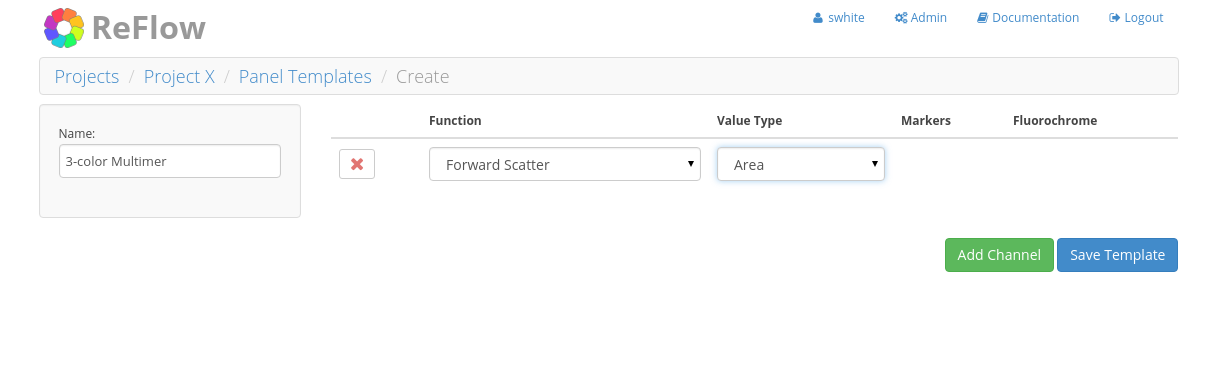 ReFlow
swhite Admin Documentation Logout
Projects / Project X / Panel Templates / Create
Name:
3-color Multimer
Function Value Type Markers Fluorochrome
Forward Scatter Area
Add Channel Save Template